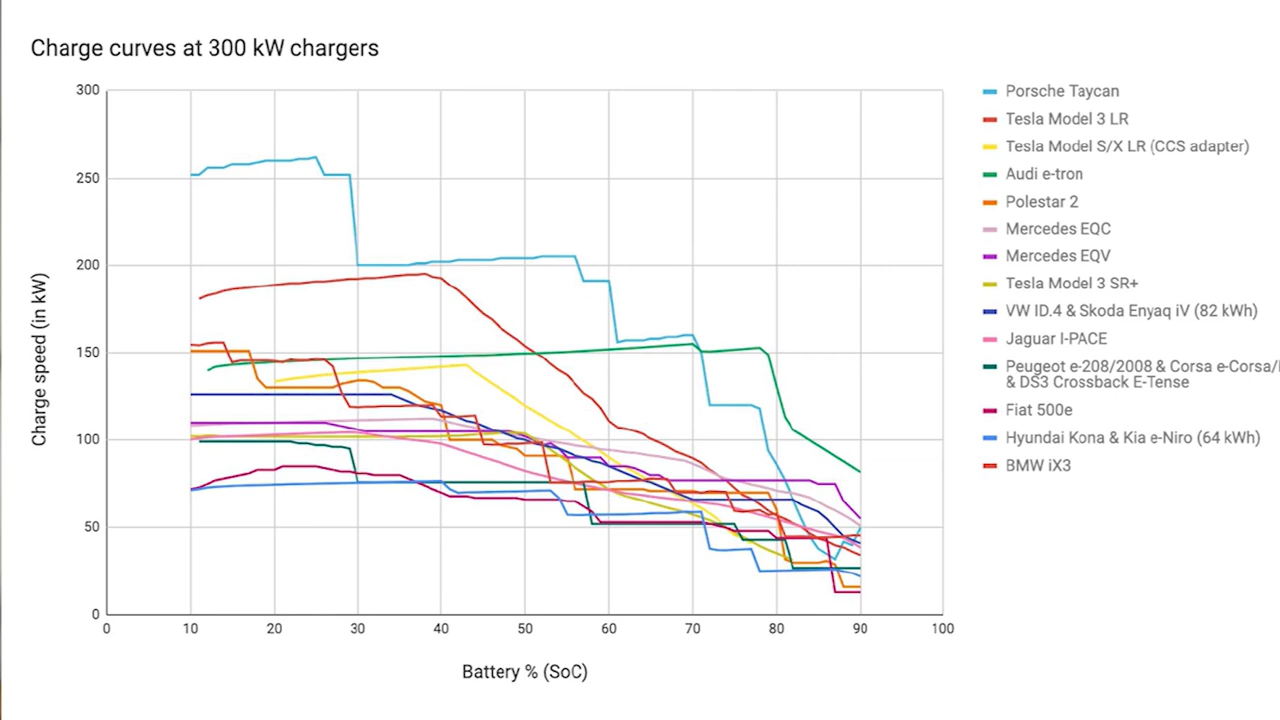 Charge curves at 300 kW chargers
Charge speed (in kW)
300
250
200
150
100
50
0
0 10 20 30 40 50 60 70 80 90 100
Battery % (SoC)
Porsche Taycan
Tesla Model 3 LR
Tesla Model S/X LR (CCS adapter)
Audi e-tron
Polestar 2
Mercedes EQC
Mercedes EQV
Tesla Model 3 SR+
VW ID.4 & Skoda Enyaq iV (82 kWh)
Jaguar I-PACE
Peugeot e-208/2008 & Corsa e-Corsa/
& DS3 Crossback E-Tense
Fiat 500e
Hyundai Kona & Kia e-Niro (64 kWh)
BMW iX3